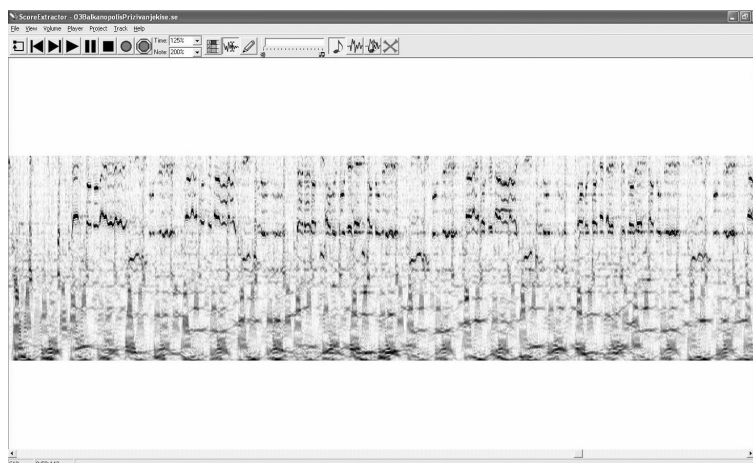 ScoreExtractor - 03BalkanopolisPrizivanjekise.se
File View Volume Player Project Track Help
Time: 125%
Note: 200%